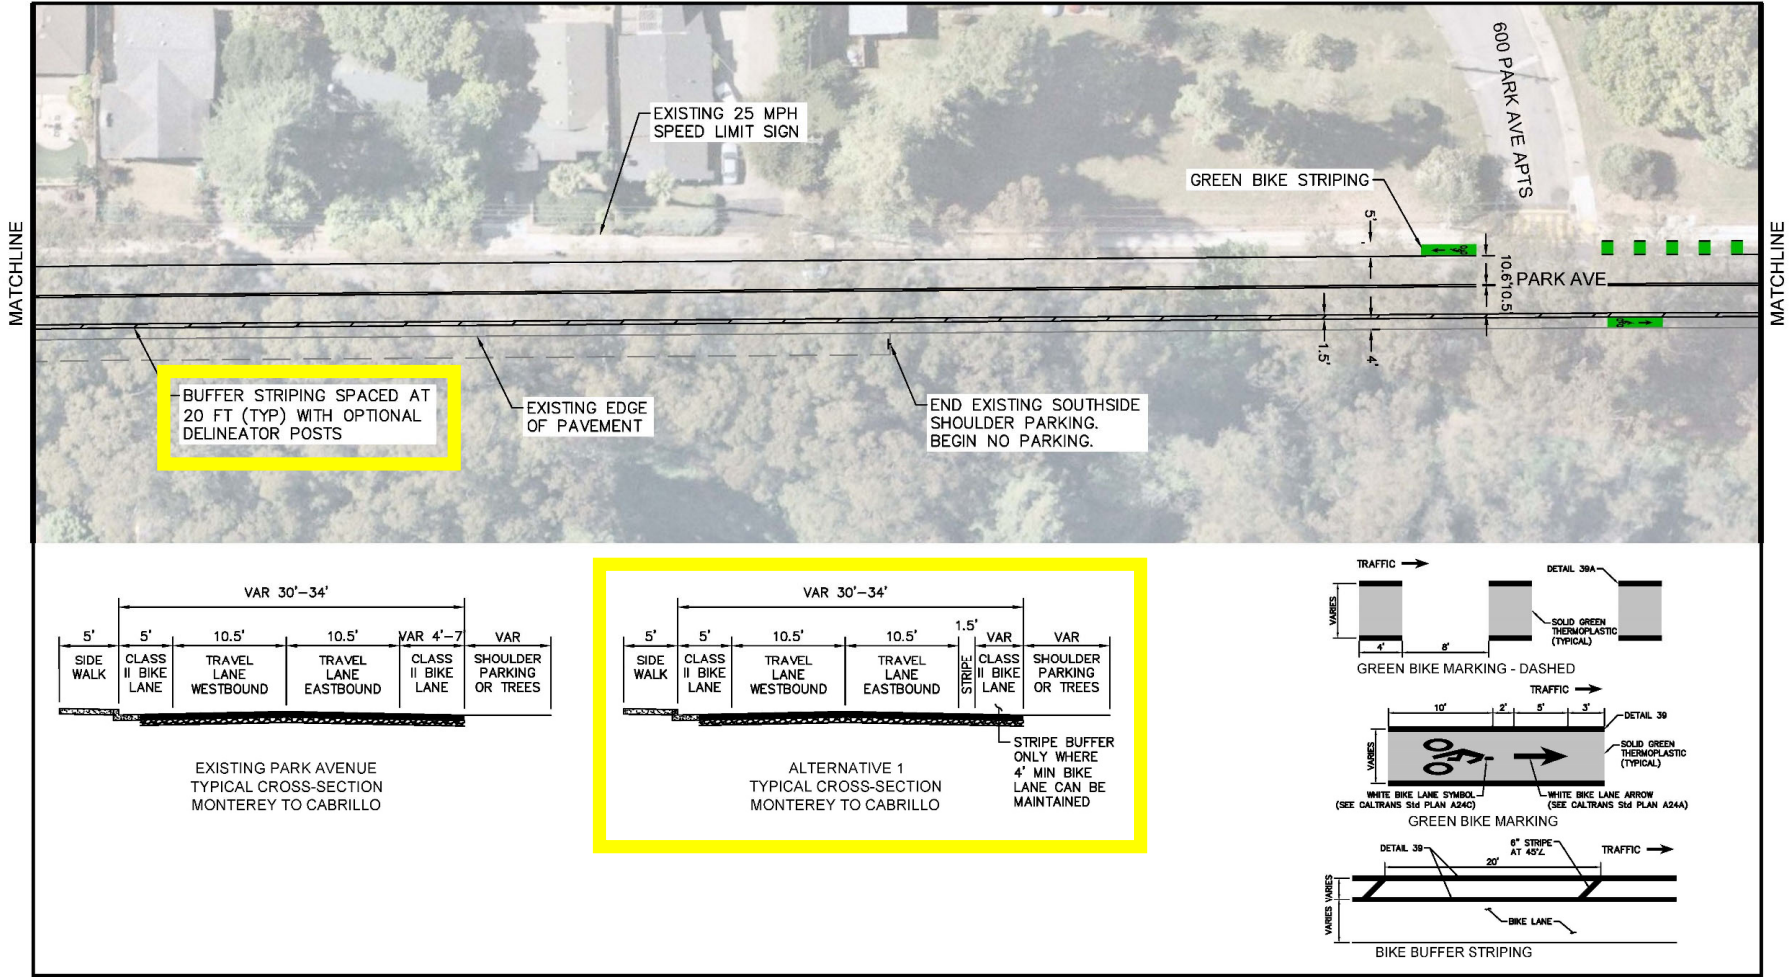 600 PARK AVE APTS
EXISTING 25 MPH
SPEED LIMIT SIGN
GREEN BIKE STRIPING
MATCHLINE
MATCHLINE
5'
10.6'
10.5'
PARK AVE
1.5'
4'
BUFFER STRIPING SPACED AT
20 FT (TYP) WITH OPTIONAL
DELINEATOR POSTS
EXISTING EDGE
OF PAVEMENT
END EXISTING SOUTHSIDE
SHOULDER PARKING.
BEGIN NO PARKING.
VAR 30'-34'
5' 5' 10.5' 10.5' VAR 4'-7' VAR
SIDE
WALK
CLASS
II BIKE
LANE
TRAVEL
LANE
WESTBOUND
TRAVEL
LANE
EASTBOUND
CLASS
II BIKE
LANE
SHOULDER
PARKING
OR TREES
EXISTING PARK AVENUE
TYPICAL CROSS-SECTION
MONTEREY TO CABRILLO
VAR 30'-34'
5' 5' 10.5' 10.5' 1.5' VAR VAR
SIDE
WALK
CLASS
II BIKE
LANE
TRAVEL
LANE
WESTBOUND
TRAVEL
LANE
EASTBOUND
STRIPE
CLASS
II BIKE
LANE
SHOULDER
PARKING
OR TREES
STRIPE BUFFER
ONLY WHERE
4' MIN BIKE
LANE CAN BE
MAINTAINED
ALTERNATIVE 1
TYPICAL CROSS-SECTION
MONTEREY TO CABRILLO
TRAFFIC
DETAIL 39A
VARIES
SOLID GREEN
THERMOPLASTIC
(TYPICAL)
4' 8'
GREEN BIKE MARKING - DASHED
TRAFFIC
10' 2' 5' 3'
DETAIL 39
VARIES
SOLID GREEN
THERMOPLASTIC
(TYPICAL)
WHITE BIKE LANE SYMBOL
(SEE CALTRANS Std PLAN A24C)
WHITE BIKE LANE ARROW
(SEE CALTRANS Std PLAN A24A)
GREEN BIKE MARKING
DETAIL 39
6" STRIPE
AT 45°∠
TRAFFIC
20'
VARIES
VARIES
BIKE LANE
BIKE BUFFER STRIPING